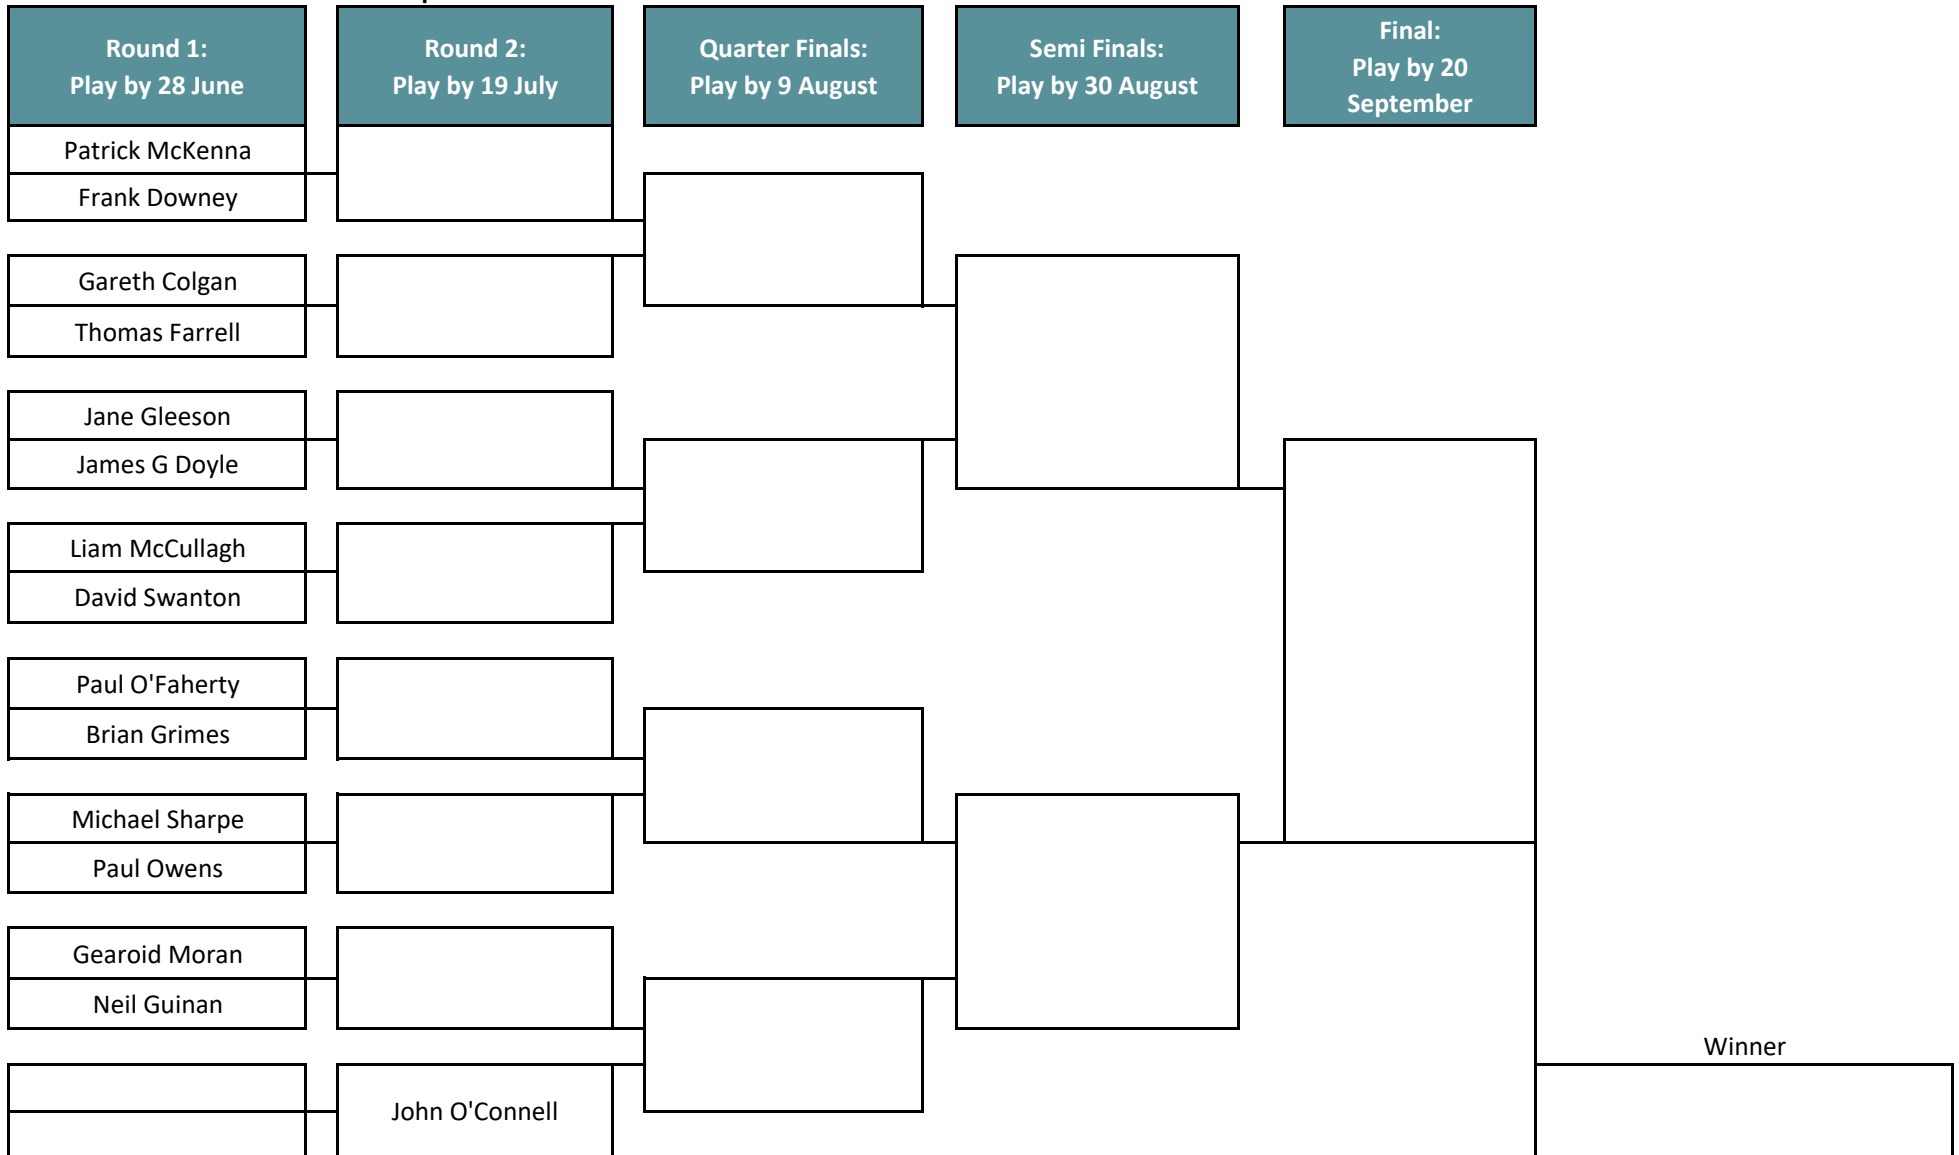 Round 1:
Play by 28 June
Round 2:
Play by 19 July
Quarter Finals:
Play by 9 August
Semi Finals:
Play by 30 August
Final:
Play by 20
September
Patrick McKenna
Frank Downey
Gareth Colgan
Thomas Farrell
Jane Gleeson
James G Doyle
Liam McCullagh
David Swanton
Paul O'Faherty
Brian Grimes
Michael Sharpe
Paul Owens
Gearoid Moran
Neil Guinan
John O'Connell
Winner